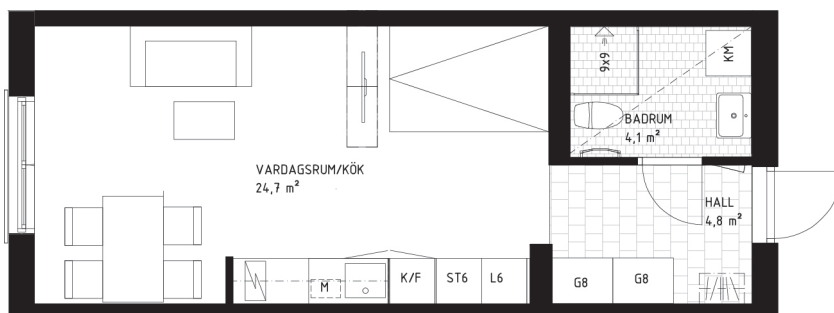 9x9
KM
BADRUM
4,1 m²
VARDAGSRUM/KÖK
24,7 m²
HALL
4,8 m²
M
K/F
ST6
L6
G8
G8